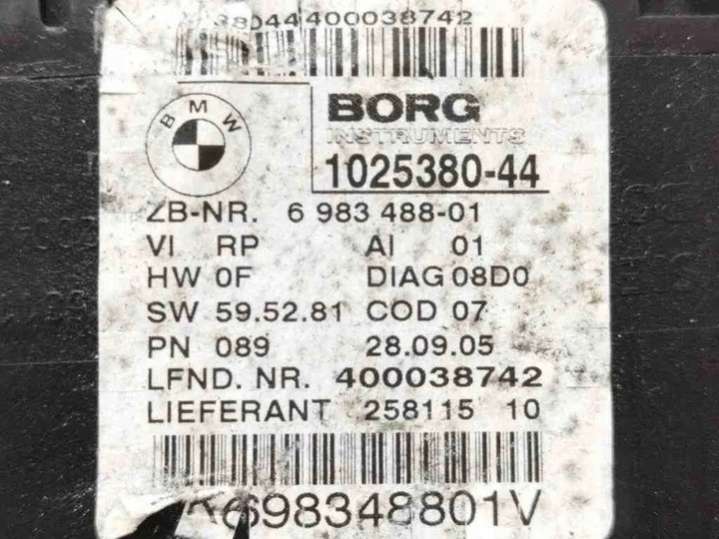 38044400038742
BMW
BORG
INSTRUMENTS
1025380-44
ZB-NR. 6 983 488-01
VI RP AI 01
HW 0F DIAG 08D0
SW 59.52.81 COD 07
PN 089 28.09.05
LFND. NR. 400038742
LIEFERANT 258115 10
698348801V